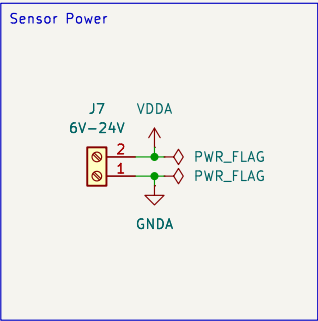 Sensor Power
J7
6V-24V
VDDA
2
PWR_FLAG
1
PWR_FLAG
GNDA